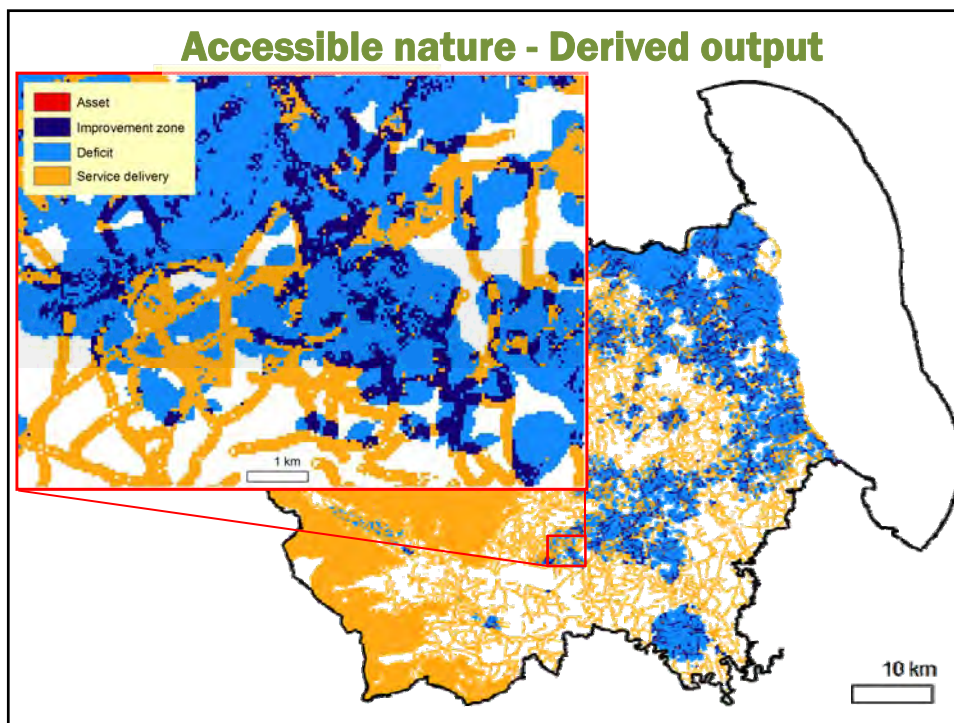 Accessible nature - Derived output
Asset
Improvement zone
Deficit
Service delivery
1 km
10 km